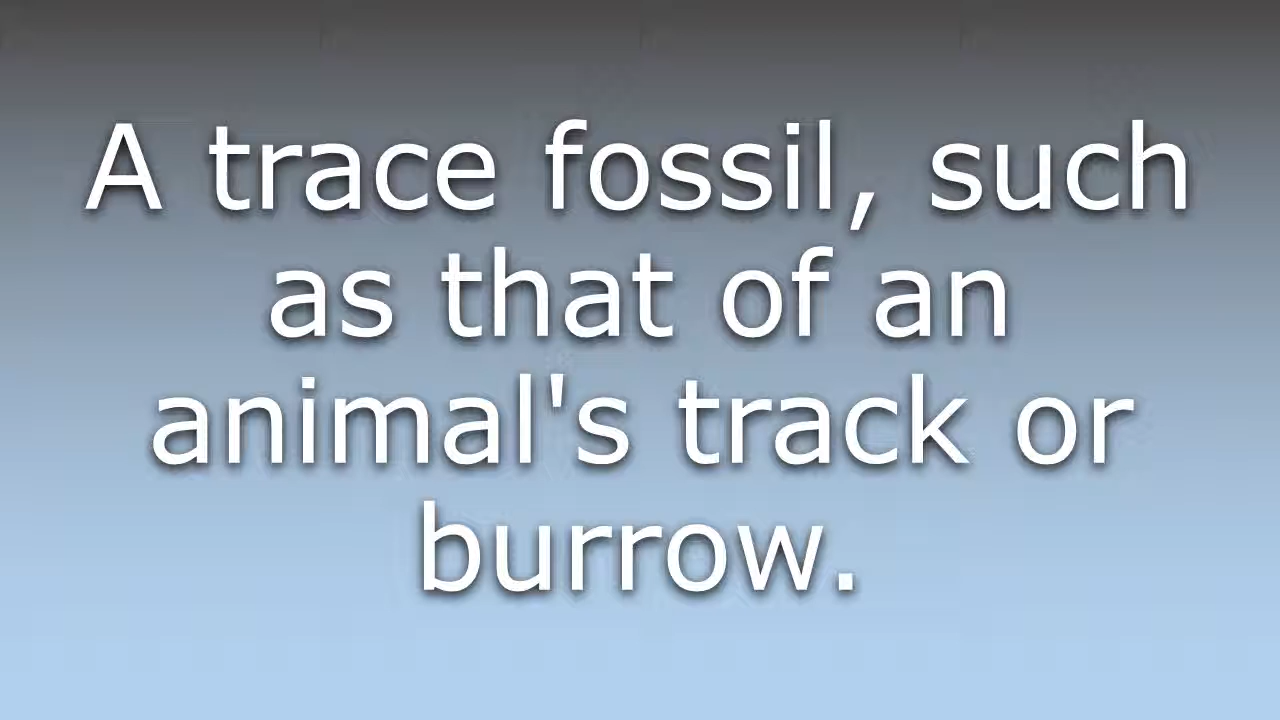 A trace fossil, such
as that of an
animal's track or
burrow.